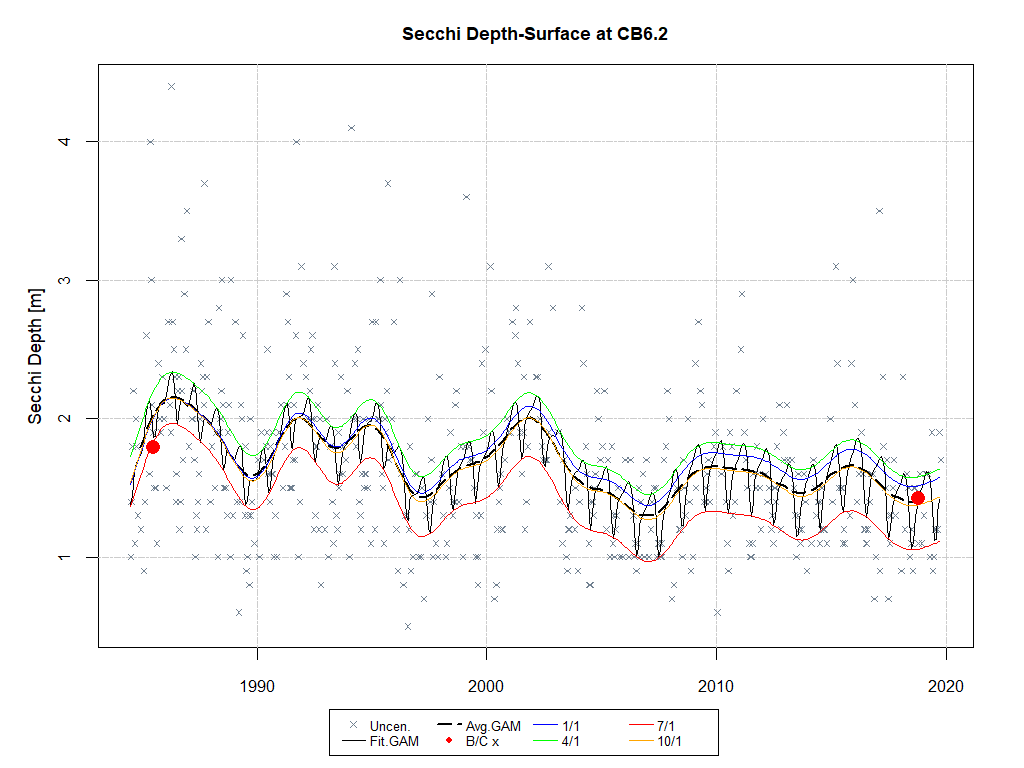 Secchi Depth-Surface at CB6.2
Secchi Depth [m]
4
3
2
1
1990 2000 2010 2020
Uncen. Avg.GAM 1/1 7/1
Fit.GAM B/C x 4/1 10/1